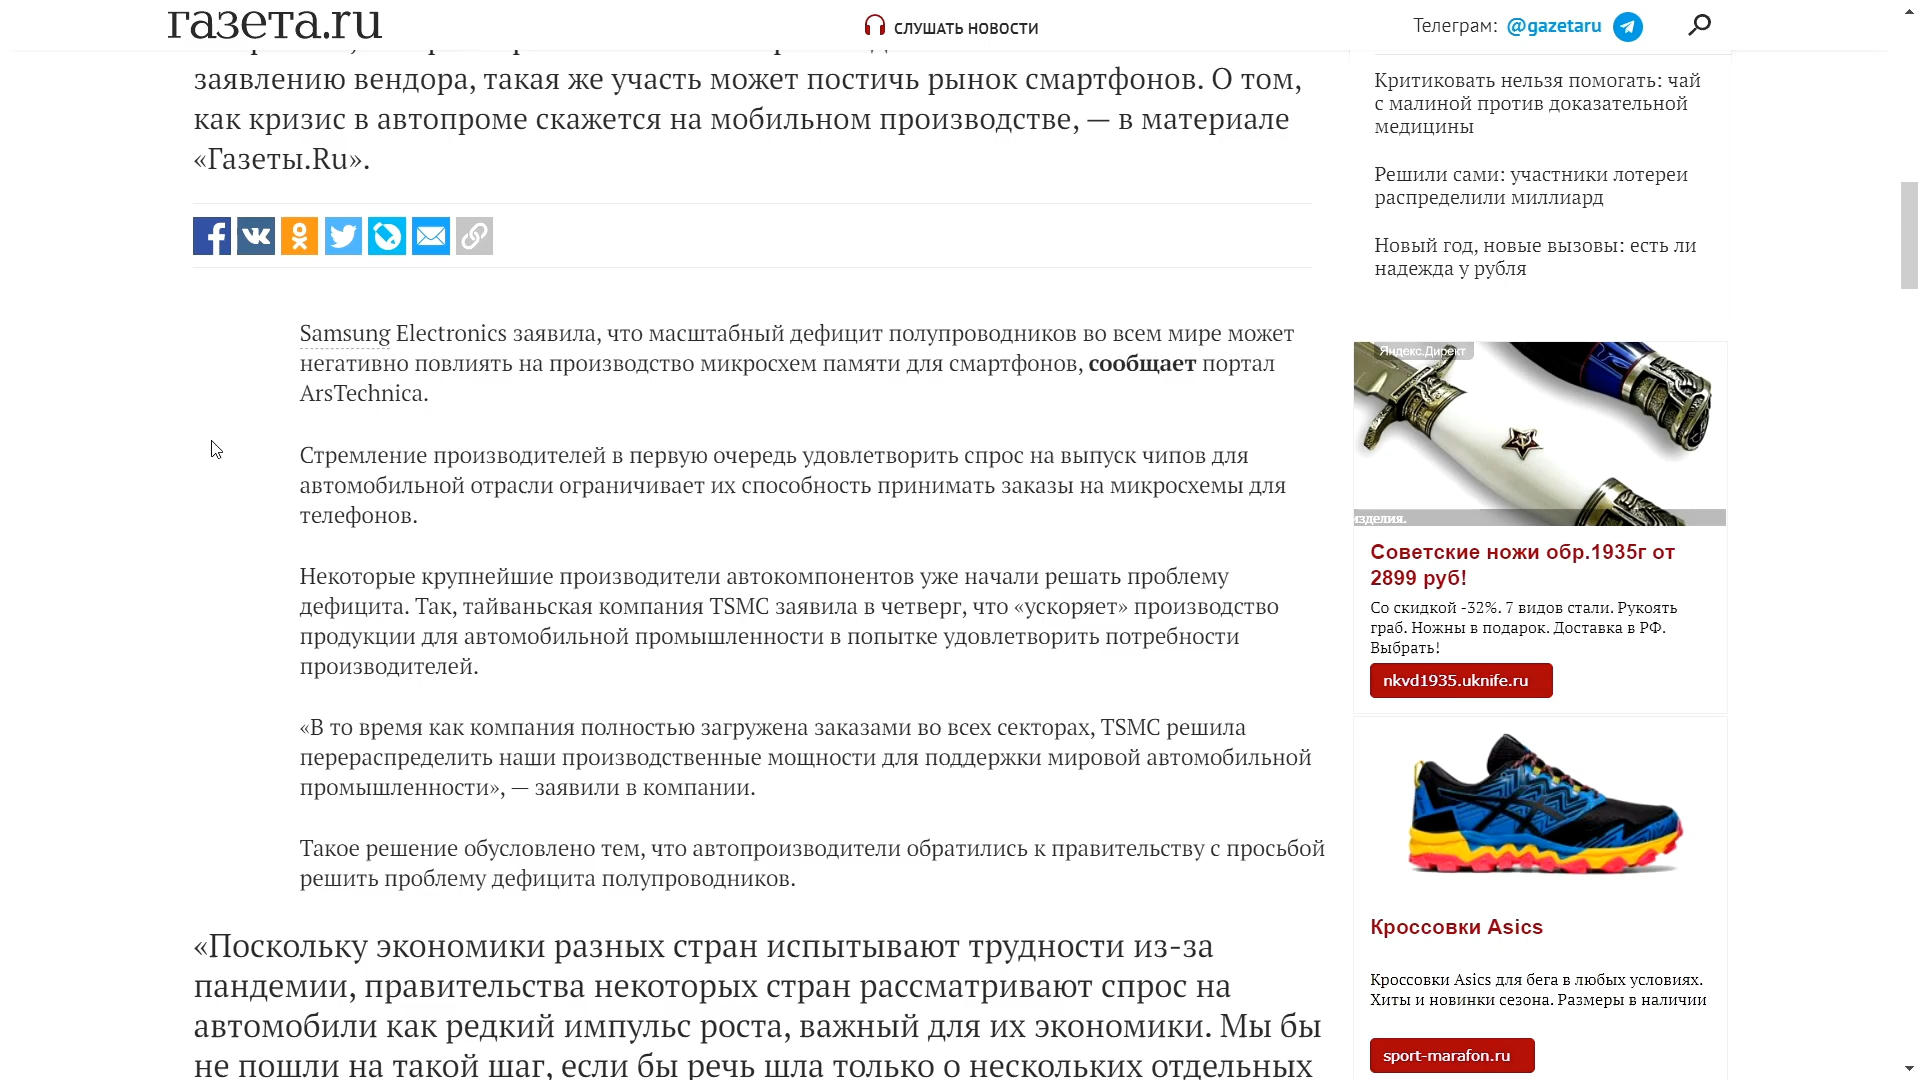 газета.ru
СЛУШАТЬ НОВОСТИ
Телеграм: @gazetaru
заявлению вендора, такая же участь может постичь рынок смартфонов. О том,
как кризис в автопроме скажется на мобильном производстве, — в материале
«Газеты.Ru».
Samsung Electronics заявила, что масштабный дефицит полупроводников во всем мире может
негативно повлиять на производство микросхем памяти для смартфонов, сообщает портал
ArsTechnica.
Стремление производителей в первую очередь удовлетворить спрос на выпуск чипов для
автомобильной отрасли ограничивает их способность принимать заказы на микросхемы для
телефонов.
Некоторые крупнейшие производители автокомпонентов уже начали решать проблему
дефицита. Так, тайваньская компания TSMC заявила в четверг, что «ускоряет» производство
продукции для автомобильной промышленности в попытке удовлетворить потребности
производителей.
«В то время как компания полностью загружена заказами во всех секторах, TSMC решила
перераспределить наши производственные мощности для поддержки мировой автомобильной
промышленности», — заявили в компании.
Такое решение обусловлено тем, что автопроизводители обратились к правительству с просьбой
решить проблему дефицита полупроводников.
«Поскольку экономики разных стран испытывают трудности из-за
пандемии, правительства некоторых стран рассматривают спрос на
автомобили как редкий импульс роста, важный для их экономики. Мы бы
не пошли на такой шаг, если бы речь шла только о нескольких отдельных
Критиковать нельзя помогать: чай
с малиной против доказательной
медицины
Решили сами: участники лотереи
распределили миллиард
Новый год, новые вызовы: есть ли
надежда у рубля
Яндекс.Директ
изделия.
Советские ножи обр.1935г от
2899 руб!
Со скидкой -32%. 7 видов стали. Рукоять
граб. Ножны в подарок. Доставка в РФ.
Выбрать!
nkvd1935.uknife.ru
Кроссовки Asics
Кроссовки Asics для бега в любых условиях.
Хиты и новинки сезона. Размеры в наличии
sport-marafon.ru